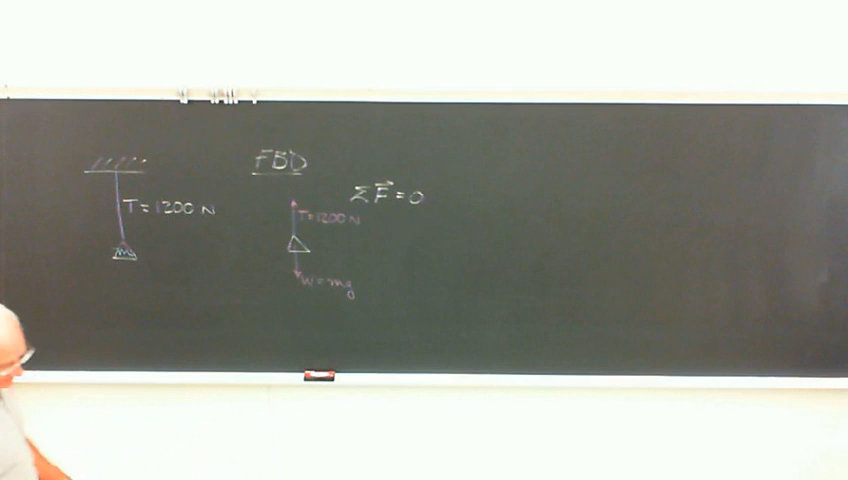 T = 1200 N
m
FBD
T=1200 N
W = mg
ΣF⃗ = 0